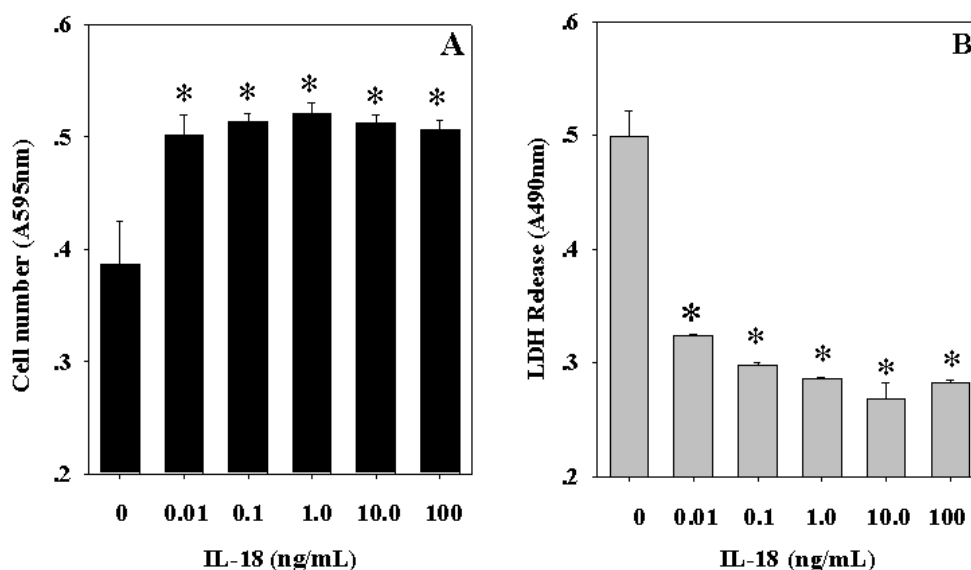 A
.6
.5
.4
.3
.2
Cell number (A595nm)
* * * * *
0 0.01 0.1 1.0 10.0 100
IL-18 (ng/mL)
B
.6
.5
.4
.3
.2
LDH Release (A490nm)
* * * * *
0 0.01 0.1 1.0 10.0 100
IL-18 (ng/mL)